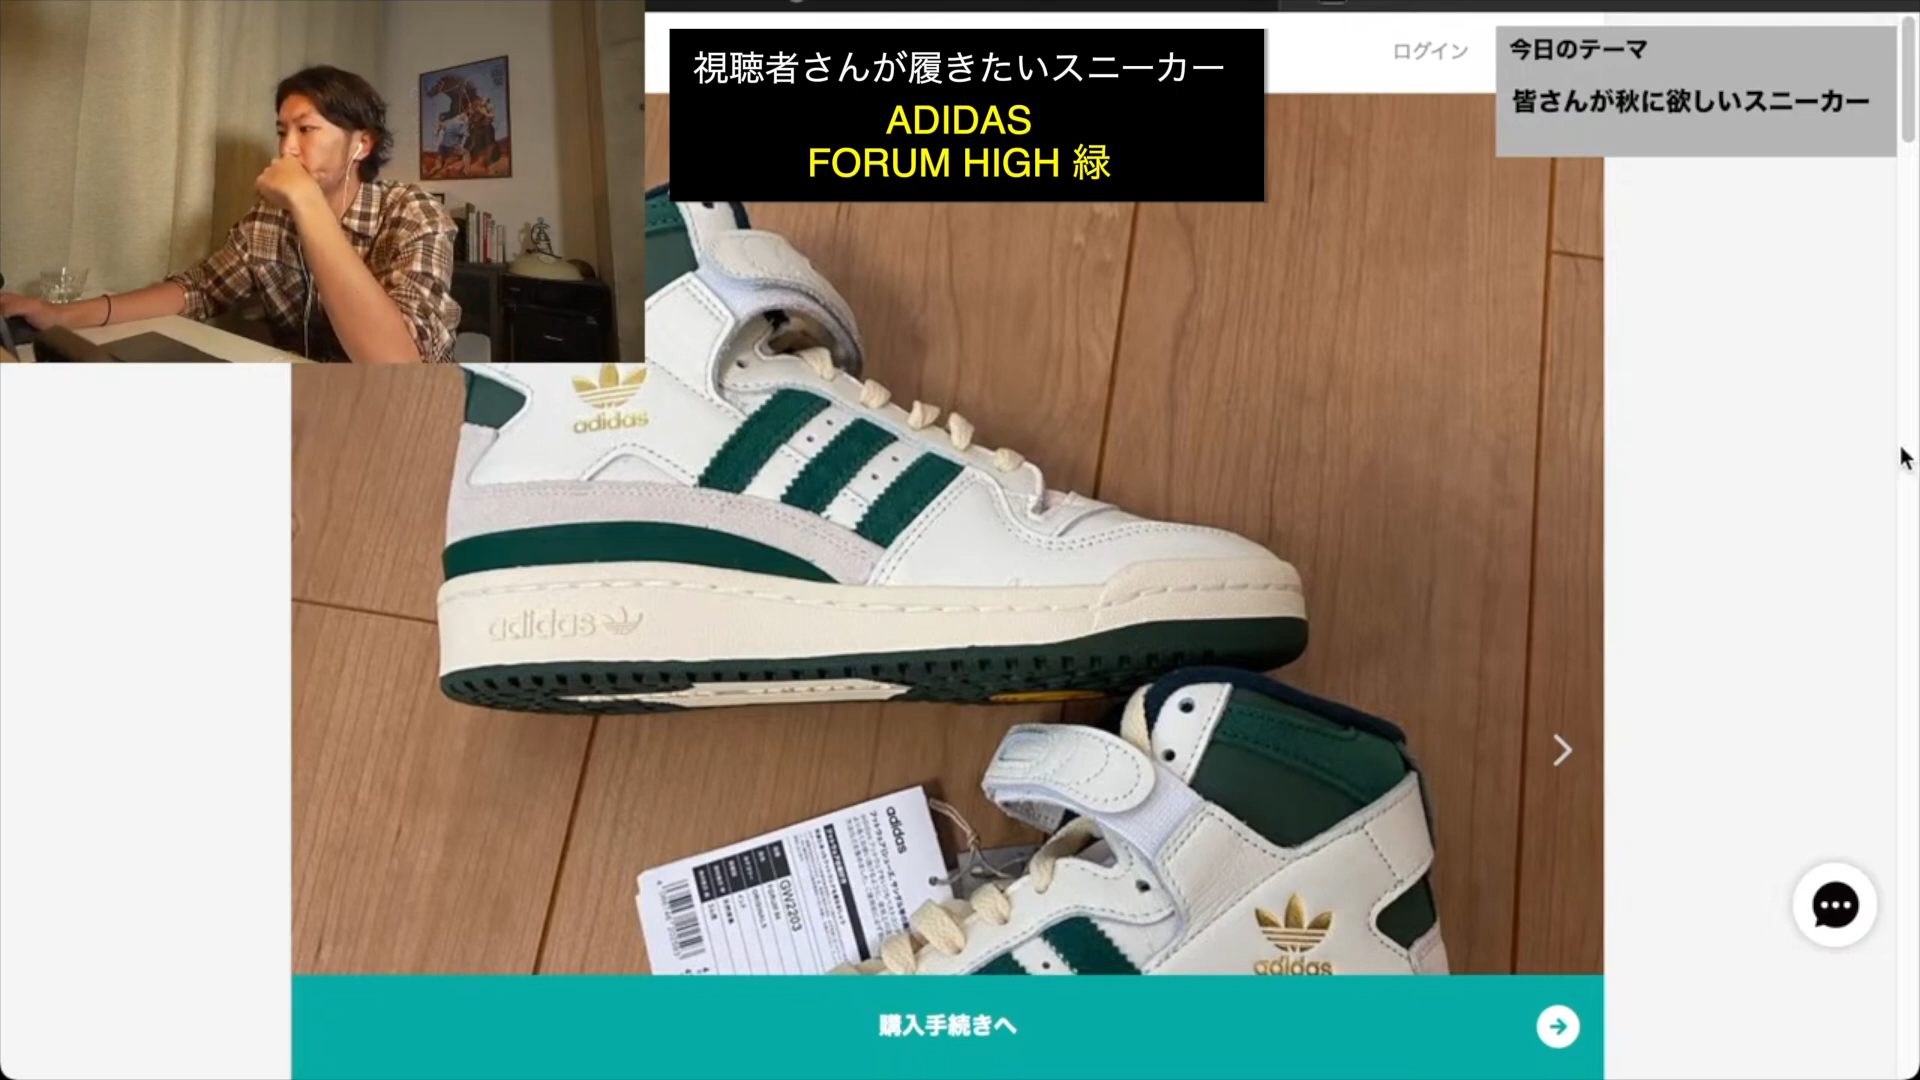 視聴者さんが履きたいスニーカー
ADIDAS
FORUM HIGH 緑
ログイン
今日のテーマ
皆さんが秋に欲しいスニーカー
adidas
adidas
adidas
GW2203
adidas
購入手続きへ